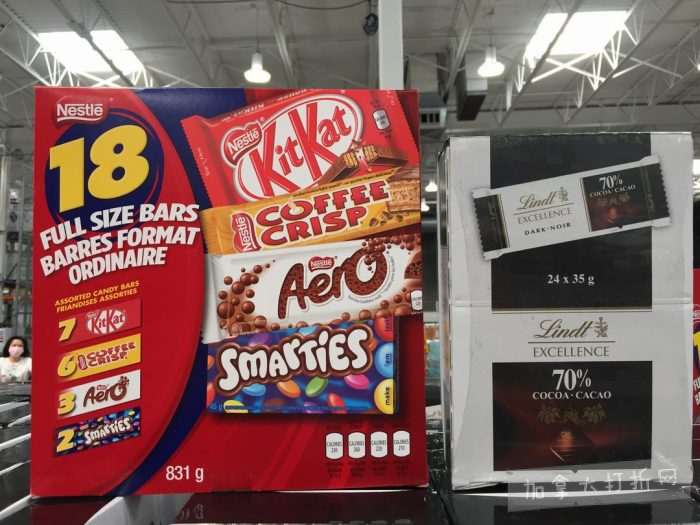 Nestlé
18
FULL SIZE BARS
BARRES FORMAT
ORDINAIRE
ASSORTED CANDY BARS
FRIANDISES ASSORTIES
7 KitKat
6 COFFEE CRISP
3 AERO
2 SMARTIES
831 g
Nestlé
KitKat
Nestlé
COFFEE
CRISP
Nestlé
AERO
SMARTIES
Lindt
EXCELLENCE
DARK·NOIR
70%
COCOA·CACAO
24 x 35 g
Lindt
EXCELLENCE
70%
COCOA·CACAO
加拿大打折网